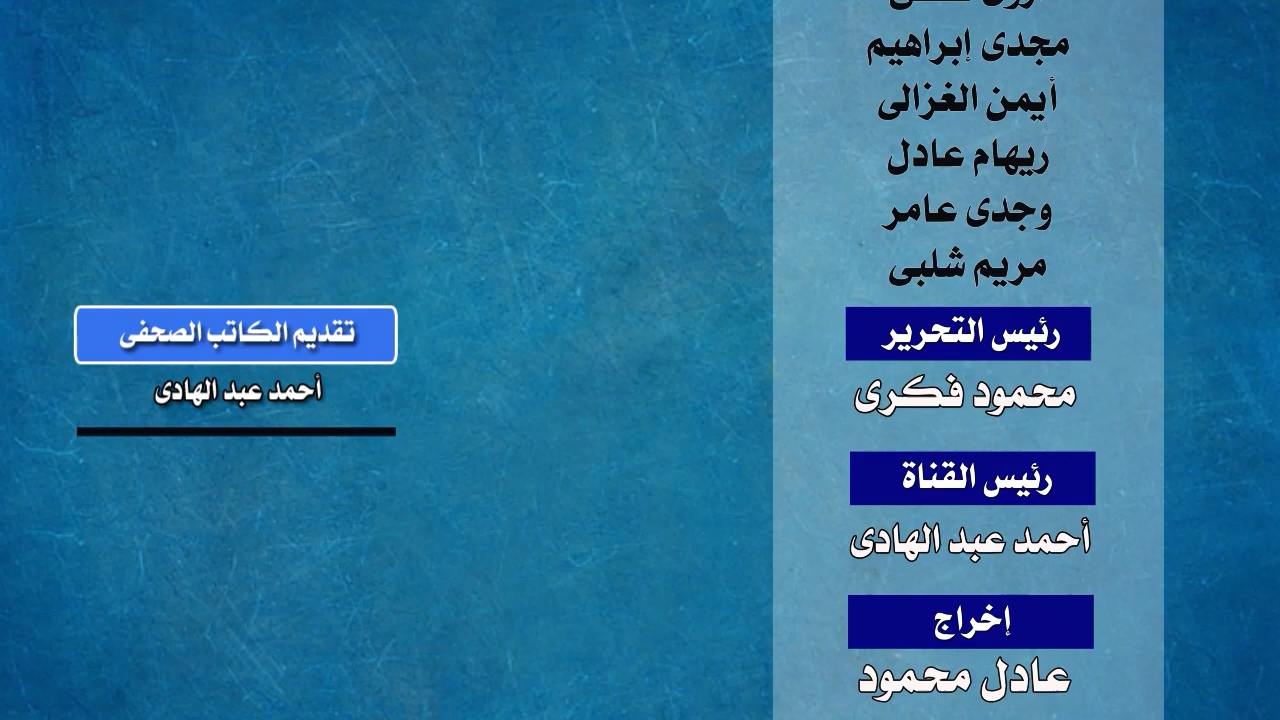 مجدى إبراهيم
أيمن الغزالى
ريهام عادل
وجدى عامر
مريم شلبى
رئيس التحرير
محمود فكرى
رئيس القناة
أحمد عبد الهادى
إخراج
عادل محمود
تقديم الكاتب الصحفى
أحمد عبد الهادى